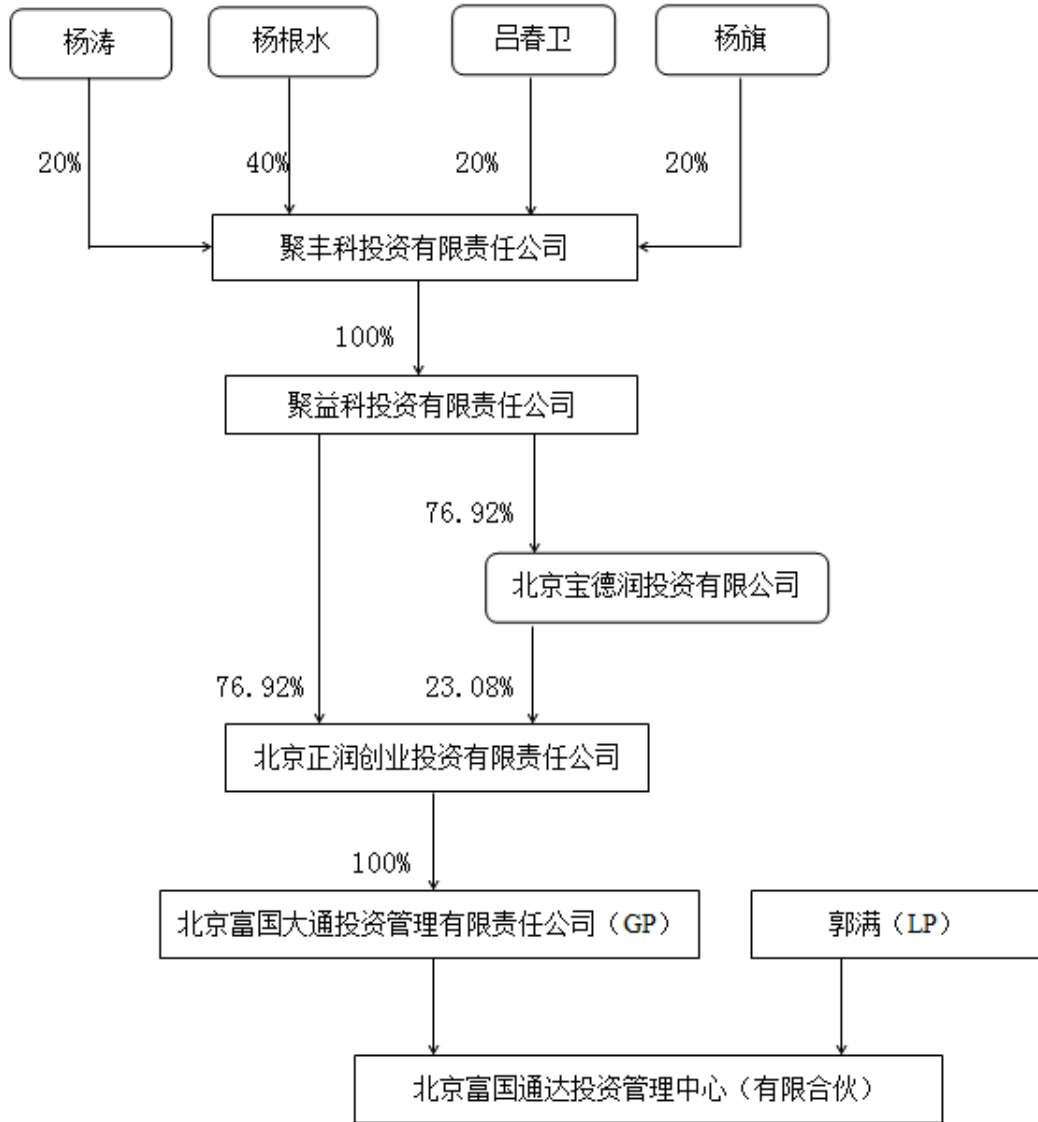 杨涛
杨根水
吕春卫
杨旗
20%
40%
20%
20%
聚丰科投资有限责任公司
100%
聚益科投资有限责任公司
76.92%
北京宝德润投资有限公司
76.92%
23.08%
北京正润创业投资有限责任公司
100%
北京富国大通投资管理有限责任公司（GP）
郭满（LP）
北京富国通达投资管理中心（有限合伙）